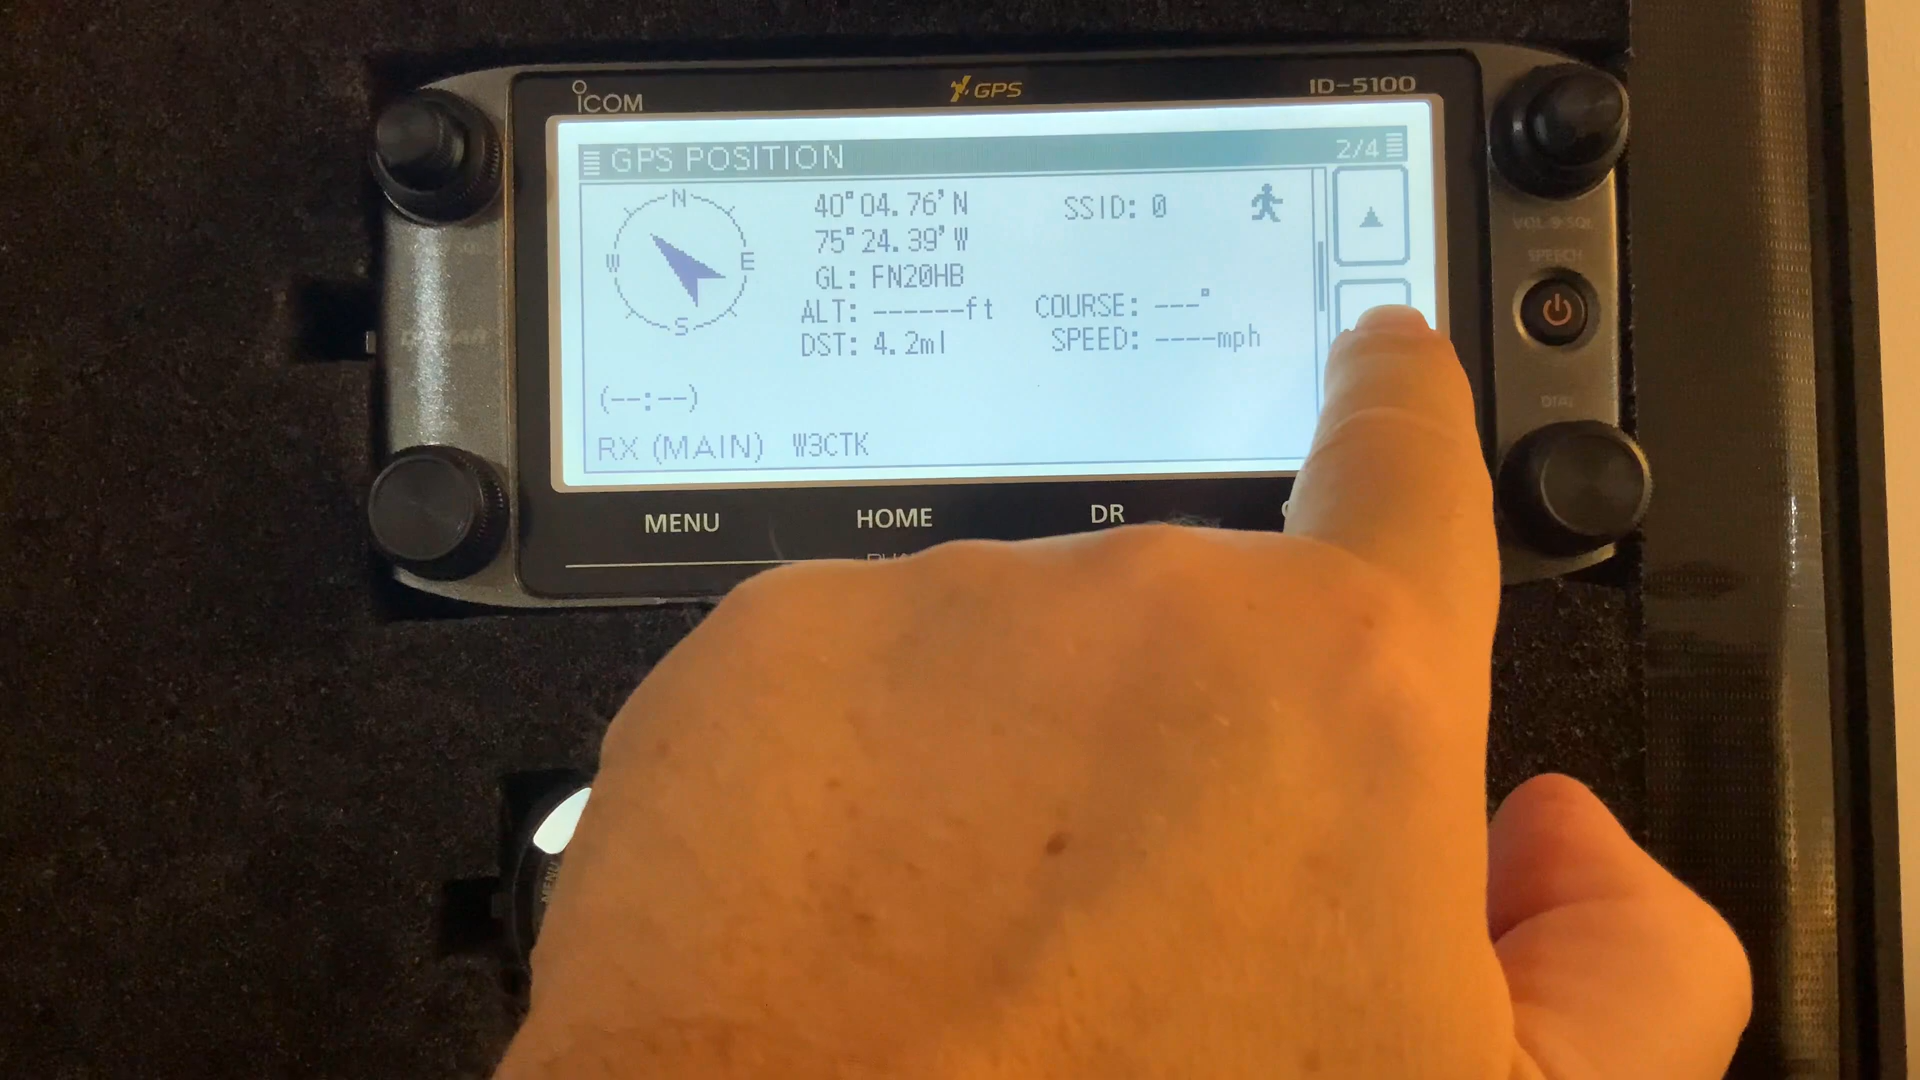 ICOM
GPS
ID-5100
GPS POSITION
2/4
N
W E
S
40°04.76'N
75°24.39'W
GL: FN20HB
ALT: ------ft
DST: 4.2ml
SSID: 0
COURSE: ---°
SPEED: ----mph
(--:--)
RX (MAIN) W3CTK
VOL SQL
SPEECH
DIAL
MENU
HOME
DR
MENU